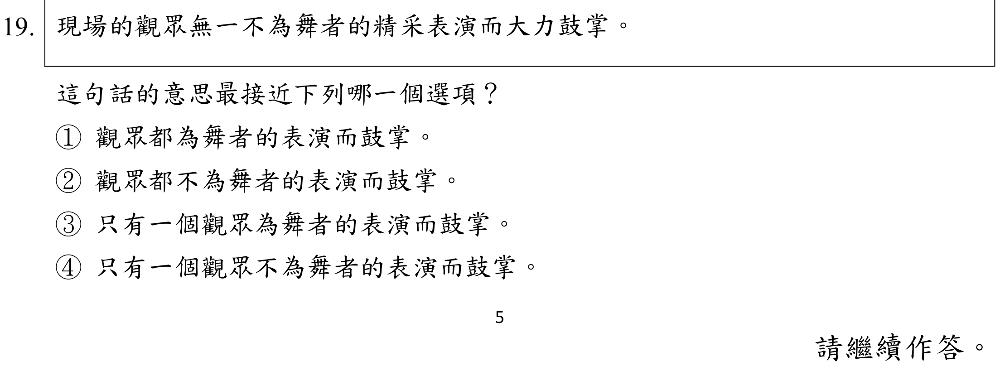 19. 現場的觀眾無一不為舞者的精采表演而大力鼓掌。
這句話的意思最接近下列哪一個選項？
① 觀眾都為舞者的表演而鼓掌。
② 觀眾都不為舞者的表演而鼓掌。
③ 只有一個觀眾為舞者的表演而鼓掌。
④ 只有一個觀眾不為舞者的表演而鼓掌。
5
請繼續作答。